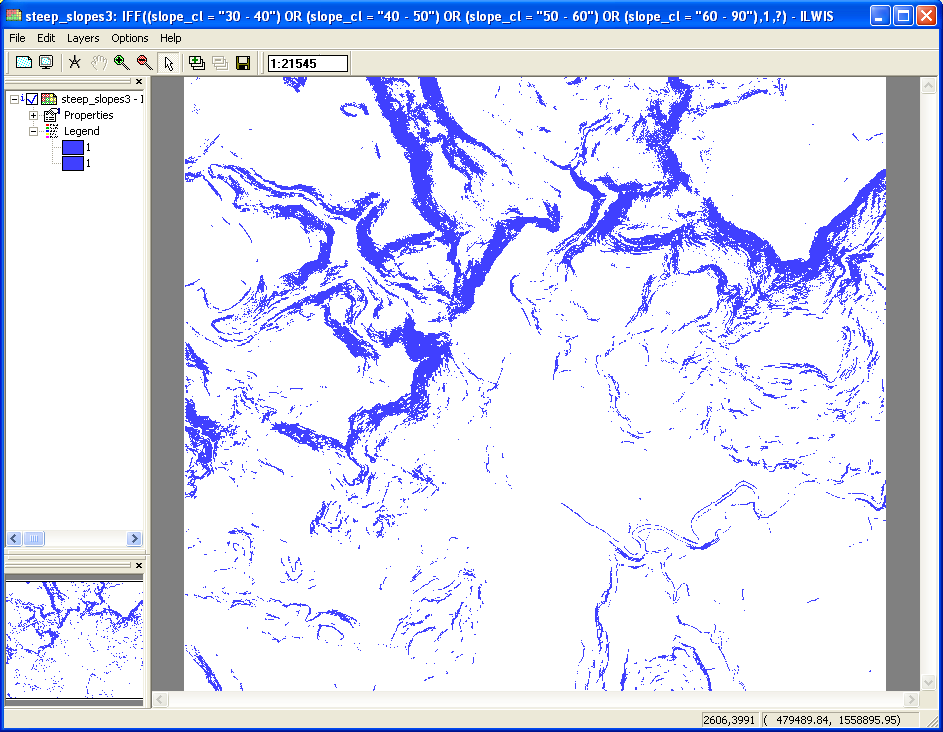 steep_slopes3: IFF((slope_cl = "30 - 40") OR (slope_cl = "40 - 50") OR (slope_cl = "50 - 60") OR (slope_cl = "60 - 90"),1,?) - ILWIS
File Edit Layers Options Help
1:21545
steep_slopes3 - I
Properties
Legend
1
1
2606,3991 ( 479489.84, 1558895.95)